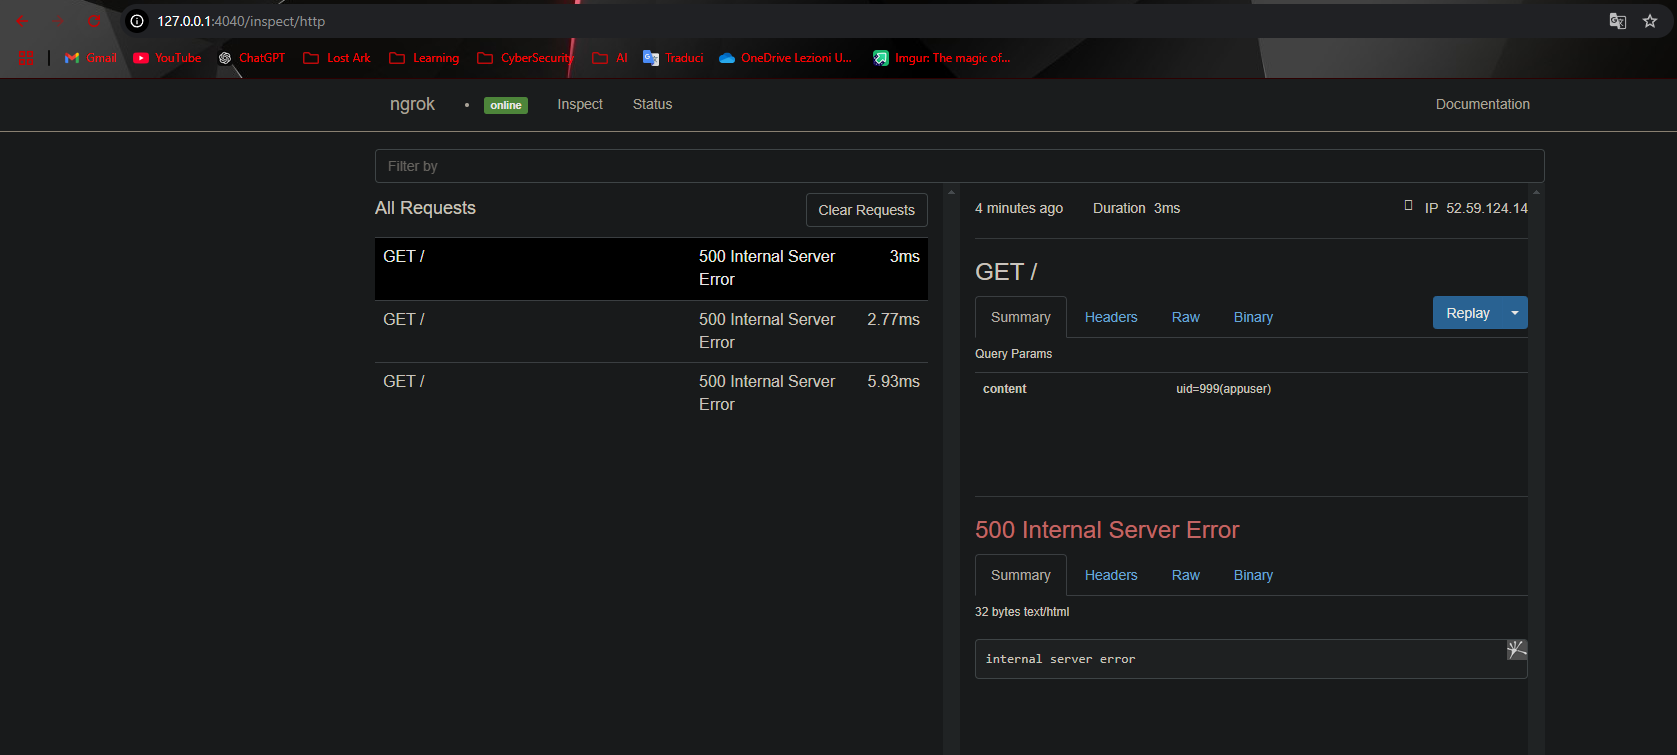 127.0.0.1:4040/inspect/http
Gmail YouTube ChatGPT Lost Ark Learning CyberSecurity AI Traduci OneDrive Lezioni U... Imgur: The magic of...
ngrok • online Inspect Status Documentation
Filter by
All Requests Clear Requests
GET / 500 Internal Server Error 3ms
GET / 500 Internal Server Error 2.77ms
GET / 500 Internal Server Error 5.93ms
4 minutes ago Duration 3ms IP 52.59.124.14
GET /
Summary Headers Raw Binary Replay
Query Params
content uid=999(appuser)
500 Internal Server Error
Summary Headers Raw Binary
32 bytes text/html
internal server error